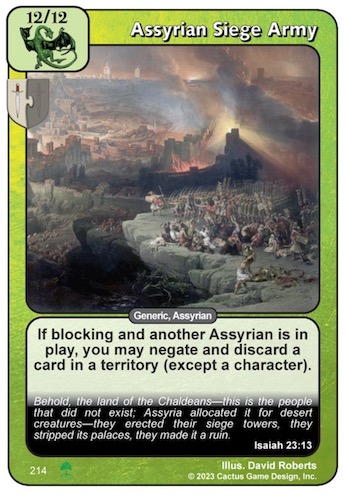 12/12
Assyrian Siege Army
Generic, Assyrian
If blocking and another Assyrian is in
play, you may negate and discard a
card in a territory (except a character).
Behold, the land of the Chaldeans—this is the people
that did not exist; Assyria allocated it for desert
creatures—they erected their siege towers, they
stripped its palaces, they made it a ruin.
Isaiah 23:13
Illus. David Roberts
214
© 2023 Cactus Game Design, Inc.